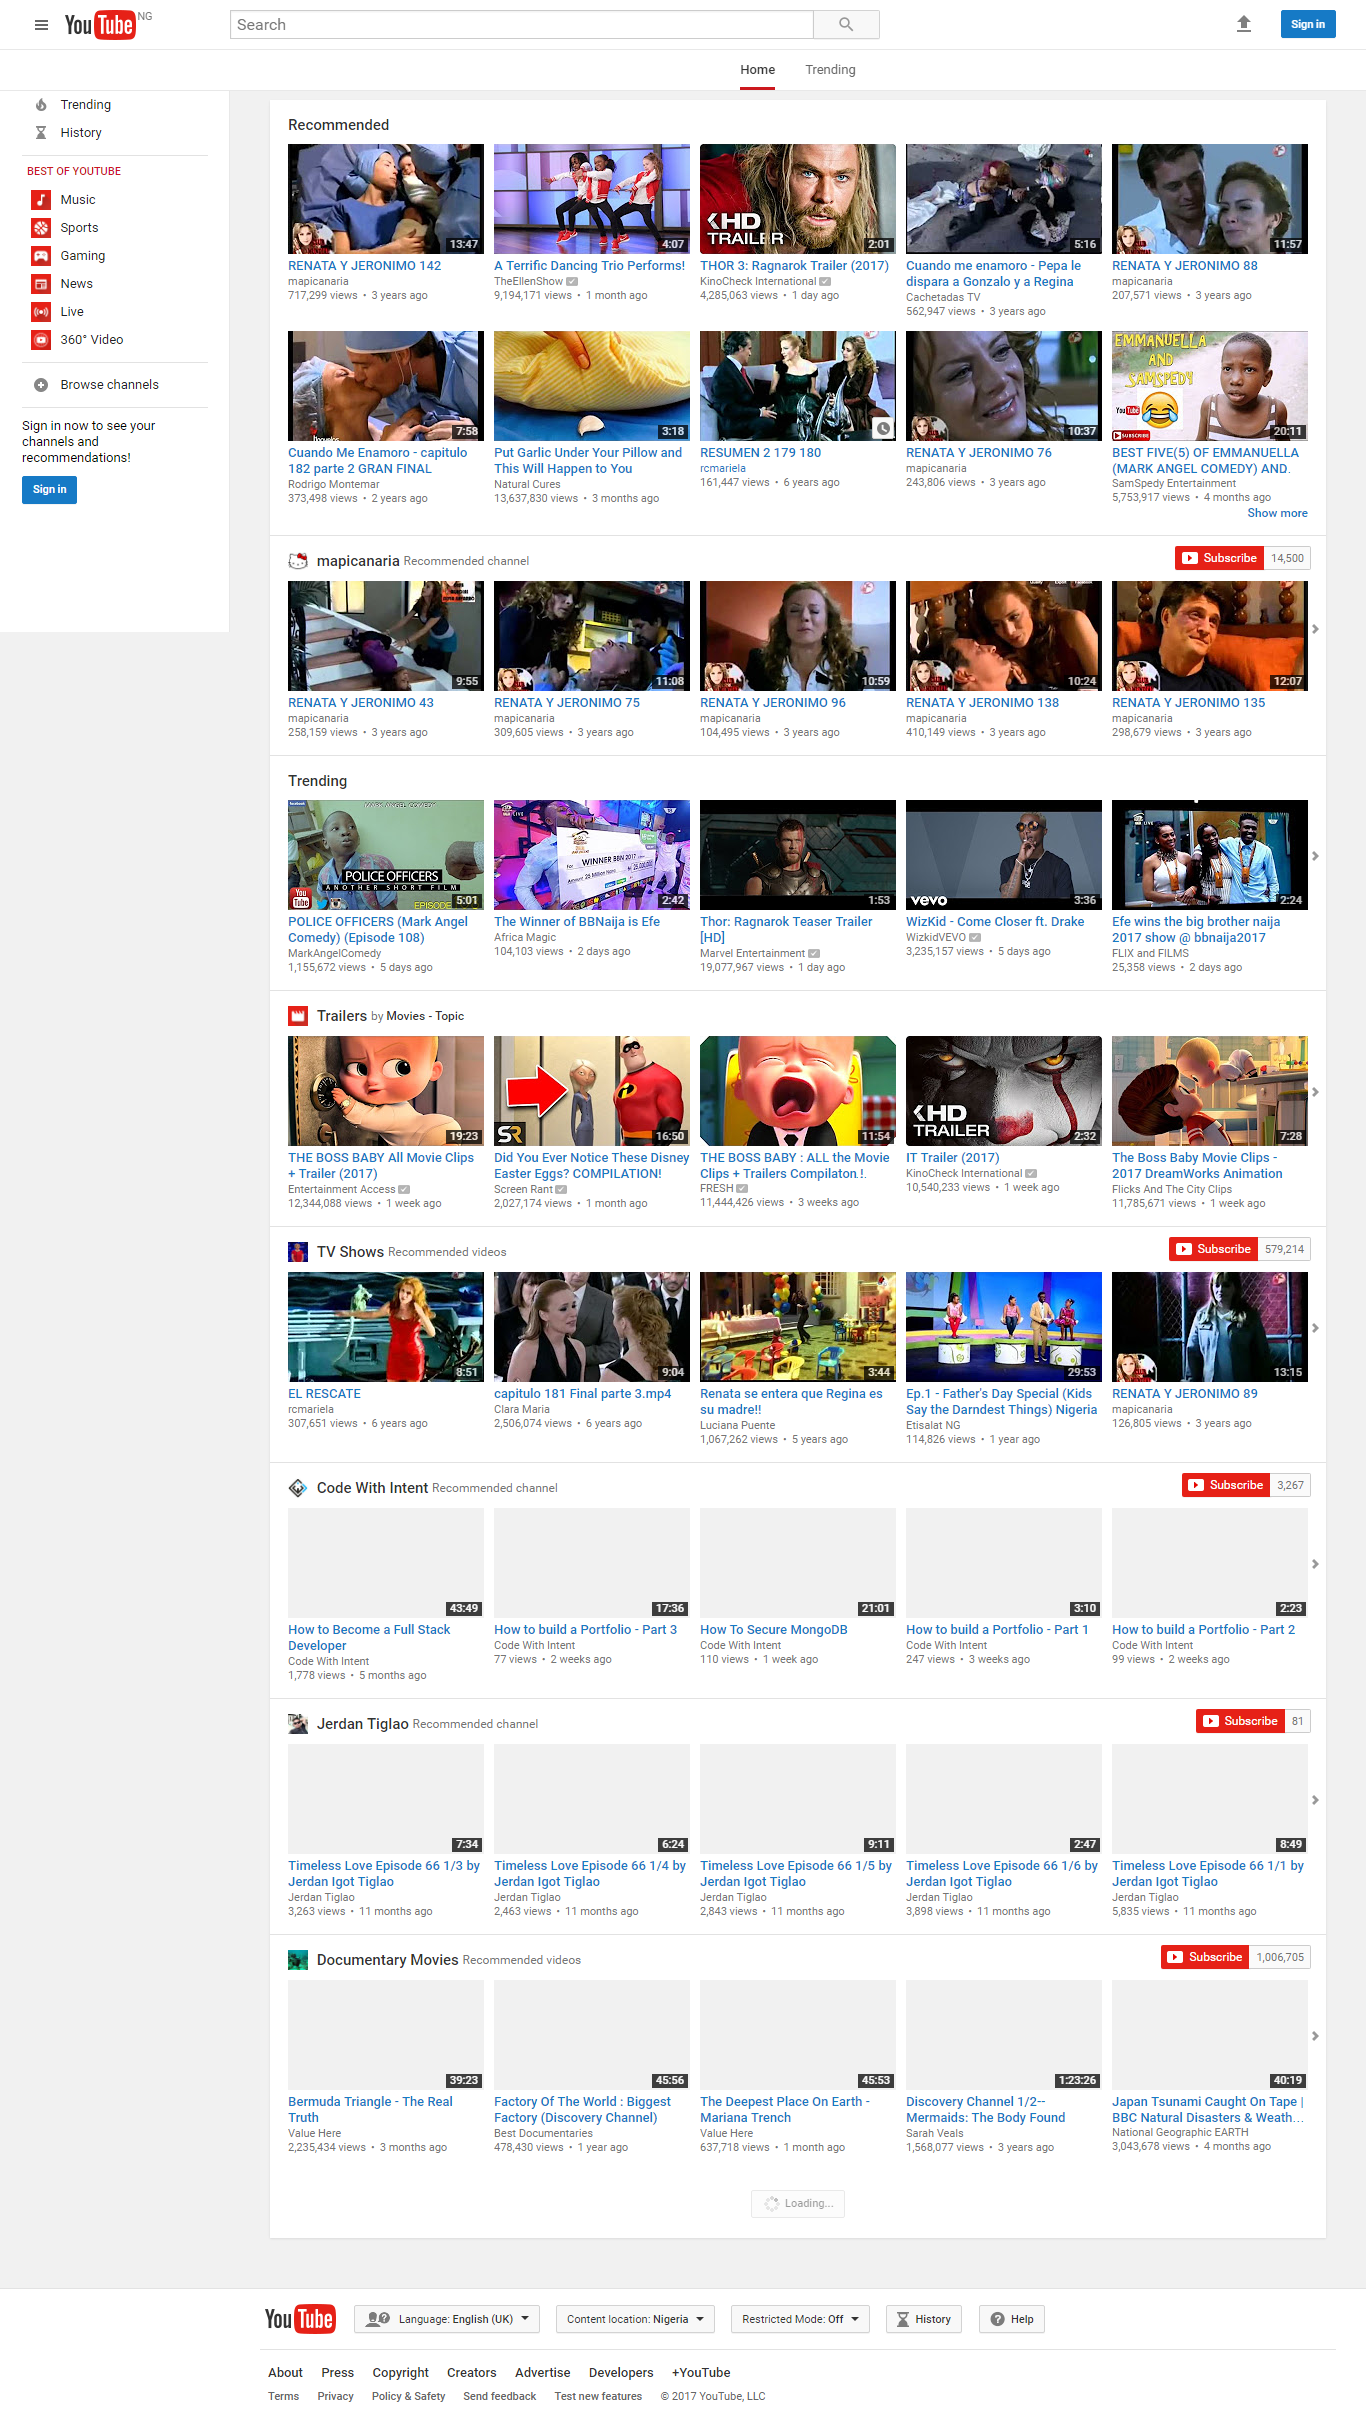 YouTube NG
Search
Sign in
Home Trending
Trending
History
BEST OF YOUTUBE
Music
Sports
Gaming
News
Live
360° Video
Browse channels
Sign in now to see your
channels and
recommendations!
Sign in
Recommended
13:47 4:07 HD TRAILER 2:01 5:16 11:57
RENATA Y JERONIMO 142
mapicanaria
717,299 views • 3 years ago
A Terrific Dancing Trio Performs!
TheEllenShow
9,194,171 views • 1 month ago
THOR 3: Ragnarok Trailer (2017)
KinoCheck International
4,285,063 views • 1 day ago
Cuando me enamoro - Pepa le
dispara a Gonzalo y a Regina
Cachetadas TV
562,947 views • 3 years ago
RENATA Y JERONIMO 88
mapicanaria
207,571 views • 3 years ago
7:58 3:18 10:37 EMMANUELLA
AND
SAMSPEDY
YouTube
SUBSCRIBE 20:11
Cuando Me Enamoro - capitulo
182 parte 2 GRAN FINAL
Rodrigo Montemar
373,498 views • 2 years ago
Put Garlic Under Your Pillow and
This Will Happen to You
Natural Cures
13,637,830 views • 3 months ago
RESUMEN 2 179 180
rcmariela
161,447 views • 6 years ago
RENATA Y JERONIMO 76
mapicanaria
243,806 views • 3 years ago
BEST FIVE(5) OF EMMANUELLA
(MARK ANGEL COMEDY) AND.
SamSpedy Entertainment
5,753,917 views • 4 months ago
Show more
mapicanaria Recommended channel
Subscribe 14,500
9:55 11:08 10:59 10:24 12:07
RENATA Y JERONIMO 43
mapicanaria
258,159 views • 3 years ago
RENATA Y JERONIMO 75
mapicanaria
309,605 views • 3 years ago
RENATA Y JERONIMO 96
mapicanaria
104,495 views • 3 years ago
RENATA Y JERONIMO 138
mapicanaria
410,149 views • 3 years ago
RENATA Y JERONIMO 135
mapicanaria
298,679 views • 3 years ago
Trending
MARK ANGEL COMEDY
POLICE OFFICERS
ANOTHER SHORT FILM
You Tube EPISODE 5:01
WINNER BBN 2017
2:42 1:53 vevo 3:36 2:24
POLICE OFFICERS (Mark Angel
Comedy) (Episode 108)
MarkAngelComedy
1,155,672 views • 5 days ago
The Winner of BBNaija is Efe
Africa Magic
104,103 views • 2 days ago
Thor: Ragnarok Teaser Trailer
[HD]
Marvel Entertainment
19,077,967 views • 1 day ago
WizKid - Come Closer ft. Drake
WizkidVEVO
3,235,157 views • 5 days ago
Efe wins the big brother naija
2017 show @ bbnaija2017
FLIX and FILMS
25,358 views • 2 days ago
Trailers by Movies - Topic
19:23 SR 16:50 11:54 HD TRAILER 2:32 7:28
THE BOSS BABY All Movie Clips
+ Trailer (2017)
Entertainment Access
12,344,088 views • 1 week ago
Did You Ever Notice These Disney
Easter Eggs? COMPILATION!
Screen Rant
2,027,174 views • 1 month ago
THE BOSS BABY : ALL the Movie
Clips + Trailers Compilaton.!.
FRESH
11,444,426 views • 3 weeks ago
IT Trailer (2017)
KinoCheck International
10,540,233 views • 1 week ago
The Boss Baby Movie Clips -
2017 DreamWorks Animation
Flicks And The City Clips
11,785,671 views • 1 week ago
TV Shows Recommended videos
Subscribe 579,214
8:51 9:04 3:44 29:53 13:15
EL RESCATE
rcmariela
307,651 views • 6 years ago
capitulo 181 Final parte 3.mp4
Clara Maria
2,506,074 views • 6 years ago
Renata se entera que Regina es
su madre!!
Luciana Puente
1,067,262 views • 5 years ago
Ep.1 - Father's Day Special (Kids
Say the Darndest Things) Nigeria
Etisalat NG
114,826 views • 1 year ago
RENATA Y JERONIMO 89
mapicanaria
126,805 views • 3 years ago
Code With Intent Recommended channel
Subscribe 3,267
43:49 17:36 21:01 3:10 2:23
How to Become a Full Stack
Developer
Code With Intent
1,778 views • 5 months ago
How to build a Portfolio - Part 3
Code With Intent
77 views • 2 weeks ago
How To Secure MongoDB
Code With Intent
110 views • 1 week ago
How to build a Portfolio - Part 1
Code With Intent
247 views • 3 weeks ago
How to build a Portfolio - Part 2
Code With Intent
99 views • 2 weeks ago
Jerdan Tiglao Recommended channel
Subscribe 81
7:34 6:24 9:11 2:47 8:49
Timeless Love Episode 66 1/3 by
Jerdan Igot Tiglao
Jerdan Tiglao
3,263 views • 11 months ago
Timeless Love Episode 66 1/4 by
Jerdan Igot Tiglao
Jerdan Tiglao
2,463 views • 11 months ago
Timeless Love Episode 66 1/5 by
Jerdan Igot Tiglao
Jerdan Tiglao
2,843 views • 11 months ago
Timeless Love Episode 66 1/6 by
Jerdan Igot Tiglao
Jerdan Tiglao
3,898 views • 11 months ago
Timeless Love Episode 66 1/1 by
Jerdan Igot Tiglao
Jerdan Tiglao
5,835 views • 11 months ago
Documentary Movies Recommended videos
Subscribe 1,006,705
39:23 45:56 45:53 1:23:26 40:19
Bermuda Triangle - The Real
Truth
Value Here
2,235,434 views • 3 months ago
Factory Of The World : Biggest
Factory (Discovery Channel)
Best Documentaries
478,430 views • 1 year ago
The Deepest Place On Earth -
Mariana Trench
Value Here
637,718 views • 1 month ago
Discovery Channel 1/2--
Mermaids: The Body Found
Sarah Veals
1,568,077 views • 3 years ago
Japan Tsunami Caught On Tape |
BBC Natural Disasters & Weath...
National Geographic EARTH
3,043,678 views • 4 months ago
Loading...
YouTube Language: English (UK) Content location: Nigeria Restricted Mode: Off History Help
About Press Copyright Creators Advertise Developers +YouTube
Terms Privacy Policy & Safety Send feedback Test new features © 2017 YouTube, LLC